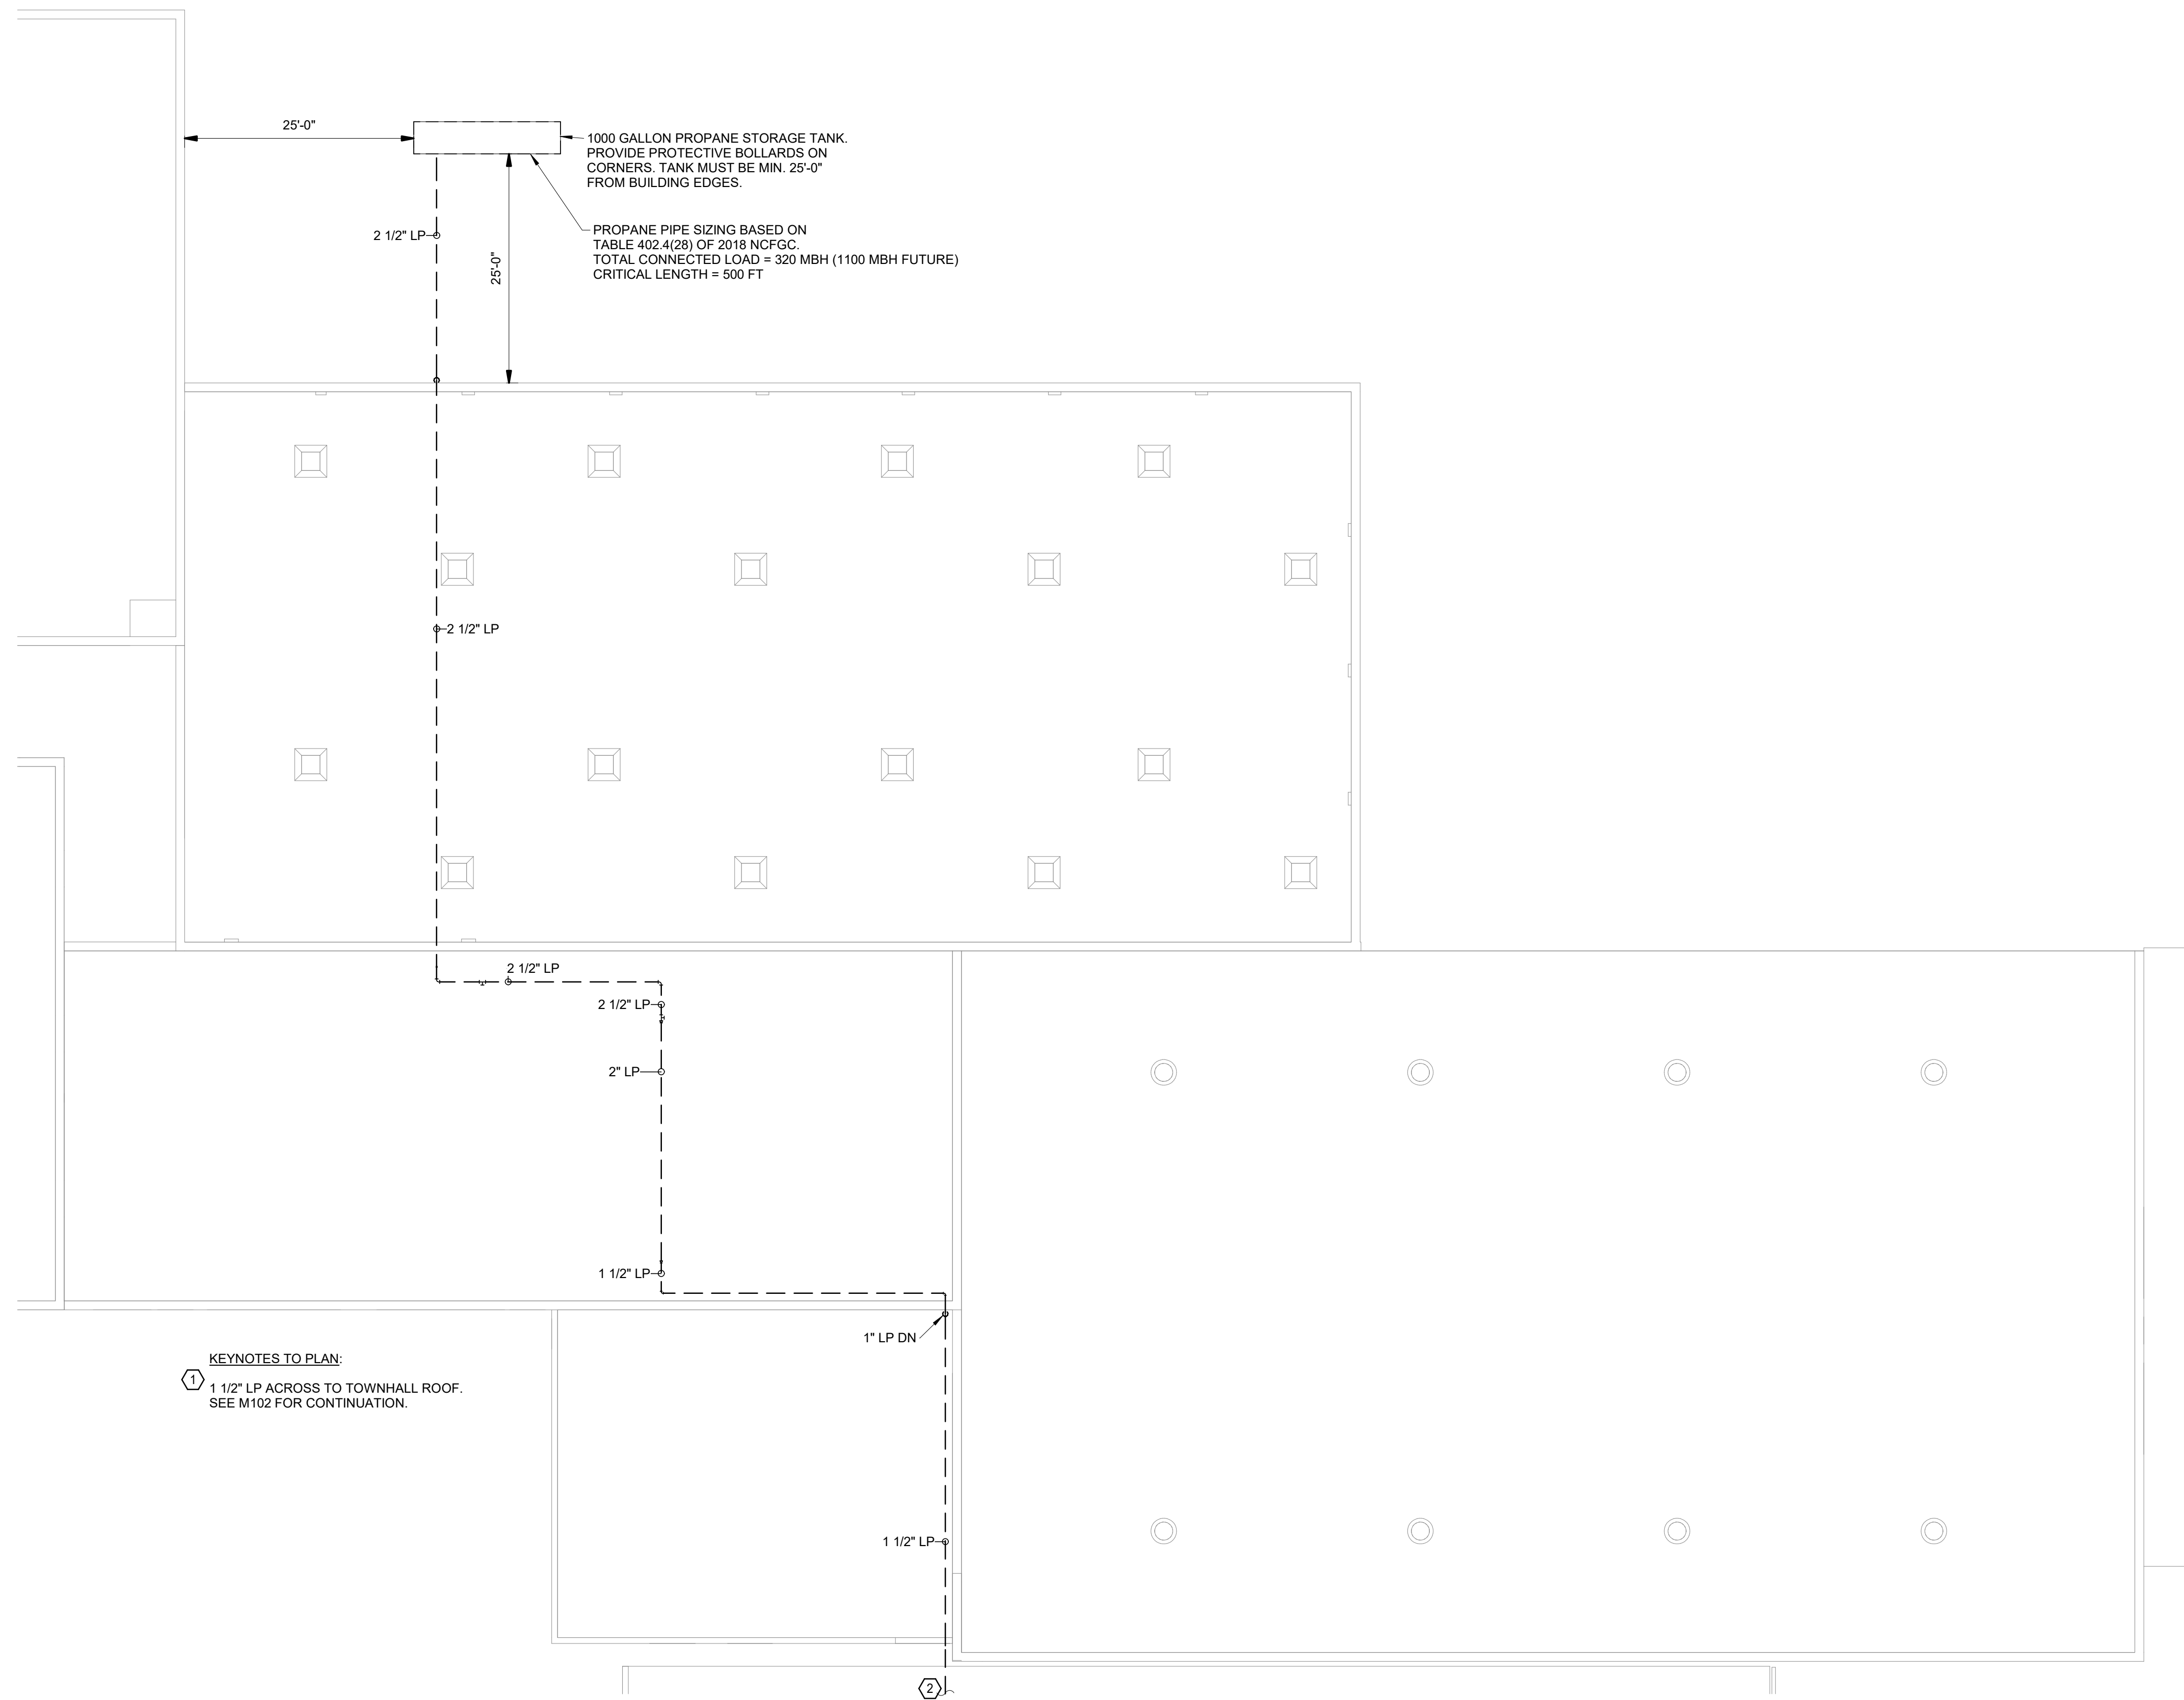 25'-0"
1000 GALLON PROPANE STORAGE TANK.
PROVIDE PROTECTIVE BOLLARDS ON
CORNERS. TANK MUST BE MIN. 25'-0"
FROM BUILDING EDGES.
2 1/2" LP
25'-0"
PROPANE PIPE SIZING BASED ON
TABLE 402.4(28) OF 2018 NCFGC.
TOTAL CONNECTED LOAD = 320 MBH (1100 MBH FUTURE)
CRITICAL LENGTH = 500 FT
2 1/2" LP
2 1/2" LP
2 1/2" LP
2" LP
1 1/2" LP
1" LP DN
KEYNOTES TO PLAN:
1
1 1/2" LP ACROSS TO TOWNHALL ROOF.
SEE M102 FOR CONTINUATION.
1 1/2" LP
2